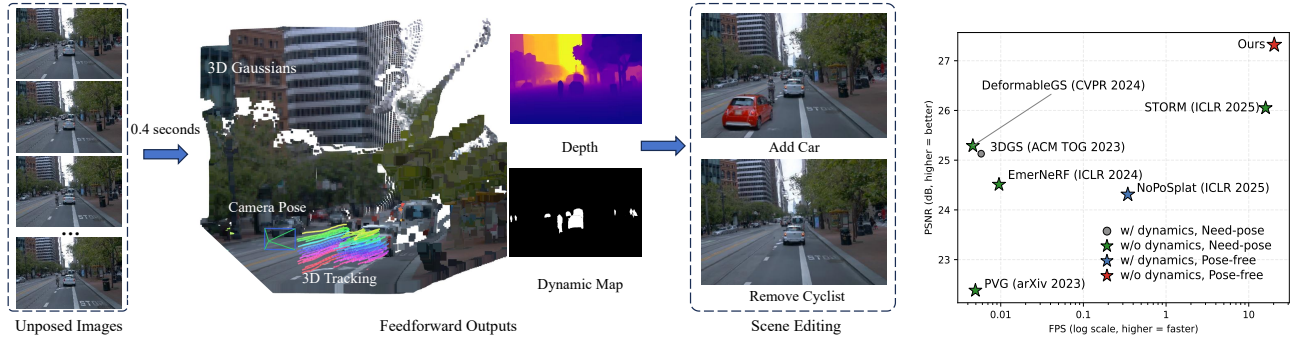 3D Gaussians
0.4 seconds
Camera Pose
3D Tracking
...
Unposed Images
Feedforward Outputs
Depth
Dynamic Map
Add Car
Remove Cyclist
Scene Editing
PSNR (dB, higher = better)
27
26
25
24
23
Ours
DeformableGS (CVPR 2024)
STORM (ICLR 2025)
3DGS (ACM TOG 2023)
EmerNeRF (ICLR 2024)
NoPoSplat (ICLR 2025)
w/ dynamics, Need-pose
w/o dynamics, Need-pose
w/ dynamics, Pose-free
w/o dynamics, Pose-free
PVG (arXiv 2023)
0.01 0.1 1 10
FPS (log scale, higher = faster)